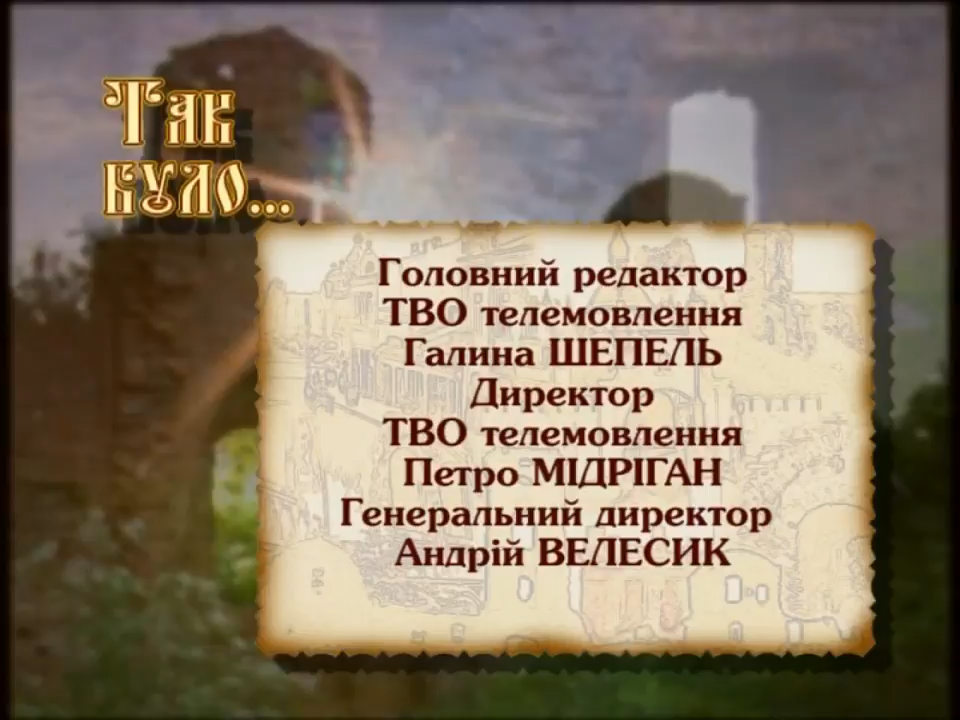 Так
було...
Головний редактор
ТВО телемовлення
Галина ШЕПЕЛЬ
Директор
ТВО телемовлення
Петро МІДРІГАН
Генеральний директор
Андрій ВЕЛЕСИК